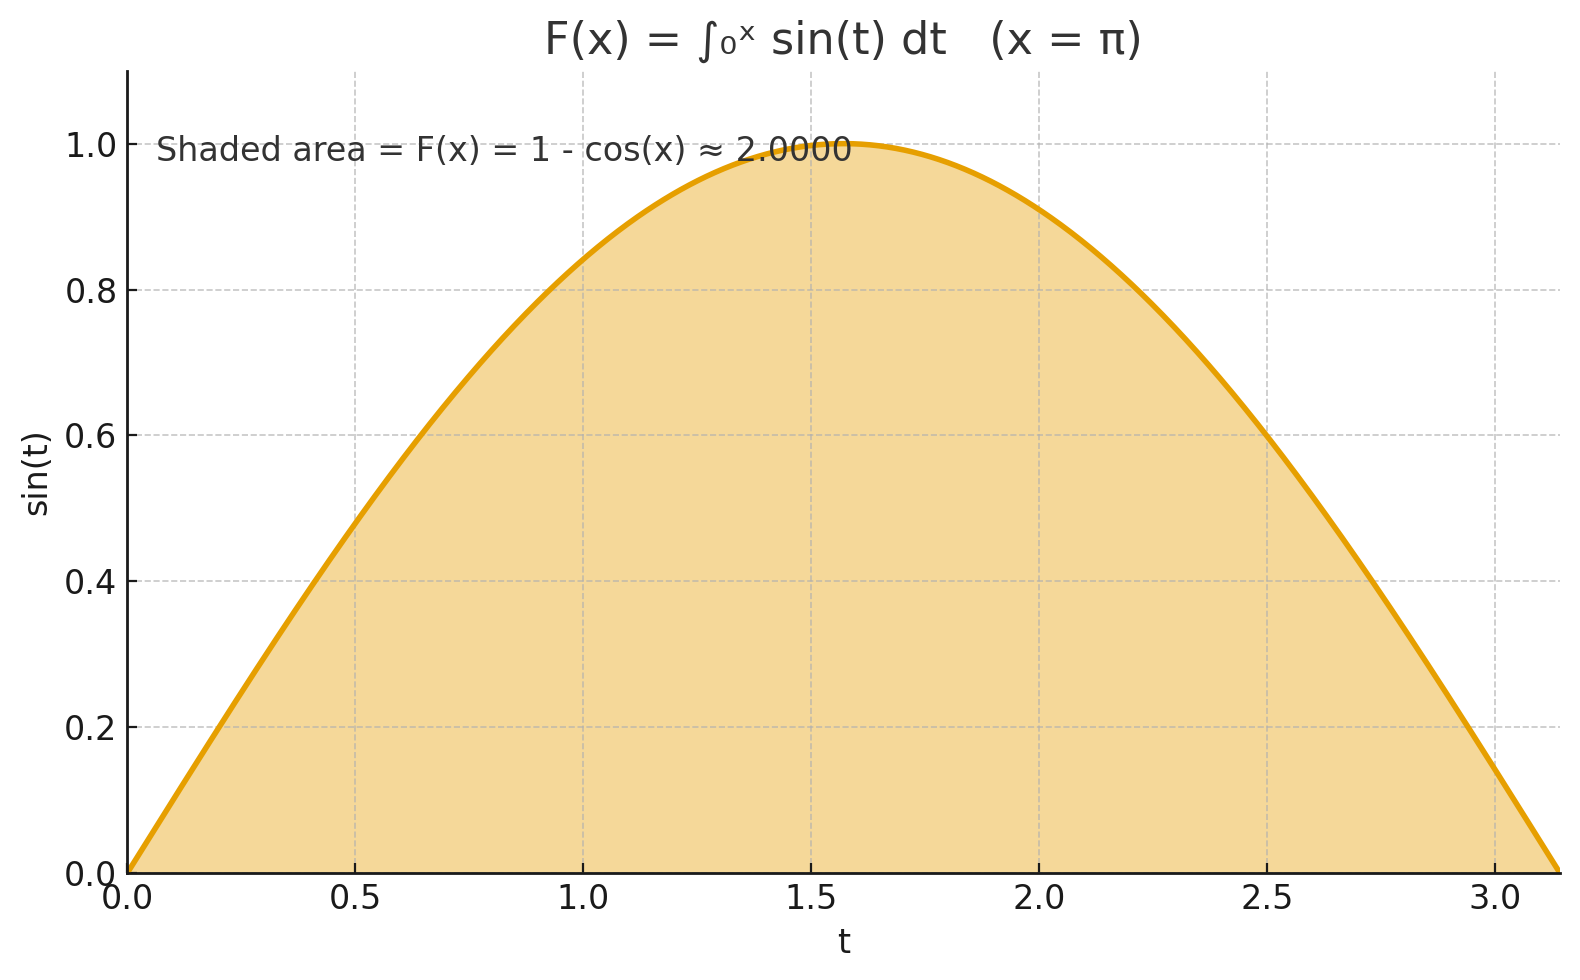 F(x) = ∫₀ˣ sin(t) dt   (x = π)
Shaded area = F(x) = 1 - cos(x) ≈ 2.0000
sin(t)
1.0
0.8
0.6
0.4
0.2
0.0
0.0 0.5 1.0 1.5 2.0 2.5 3.0
t